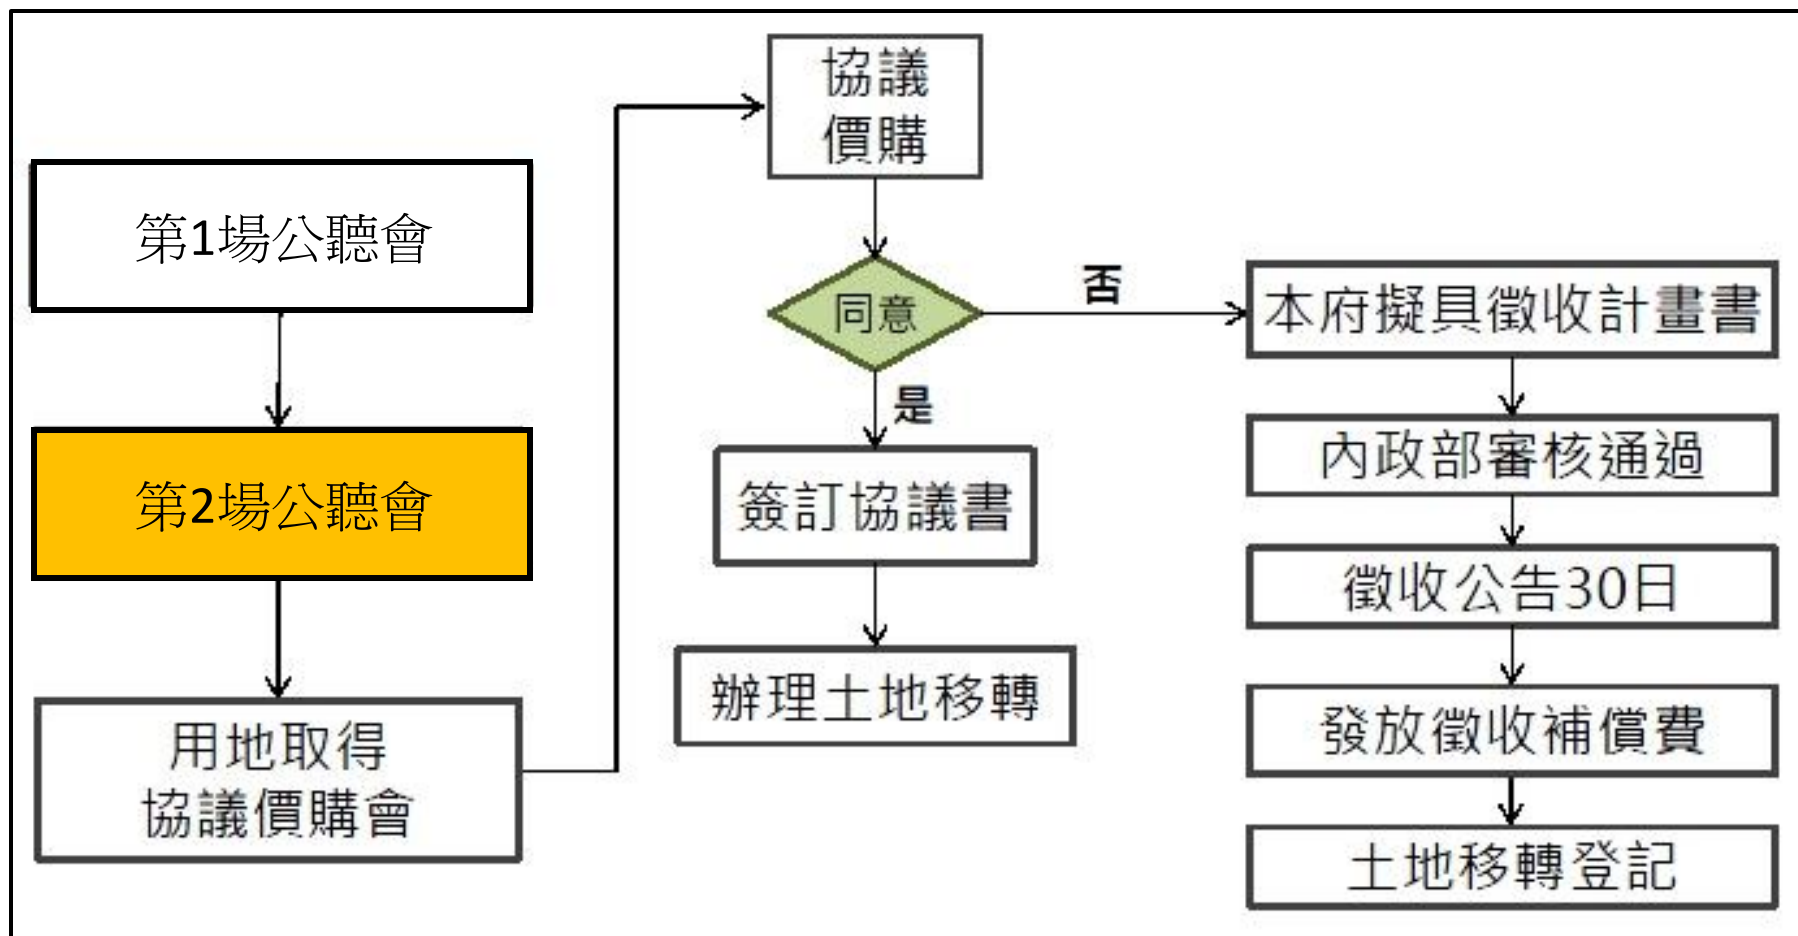 第1場公聽會
第2場公聽會
用地取得
協議價購會
協議
價購
同意
否
是
簽訂協議書
辦理土地移轉
本府擬具徵收計畫書
內政部審核通過
徵收公告30日
發放徵收補償費
土地移轉登記